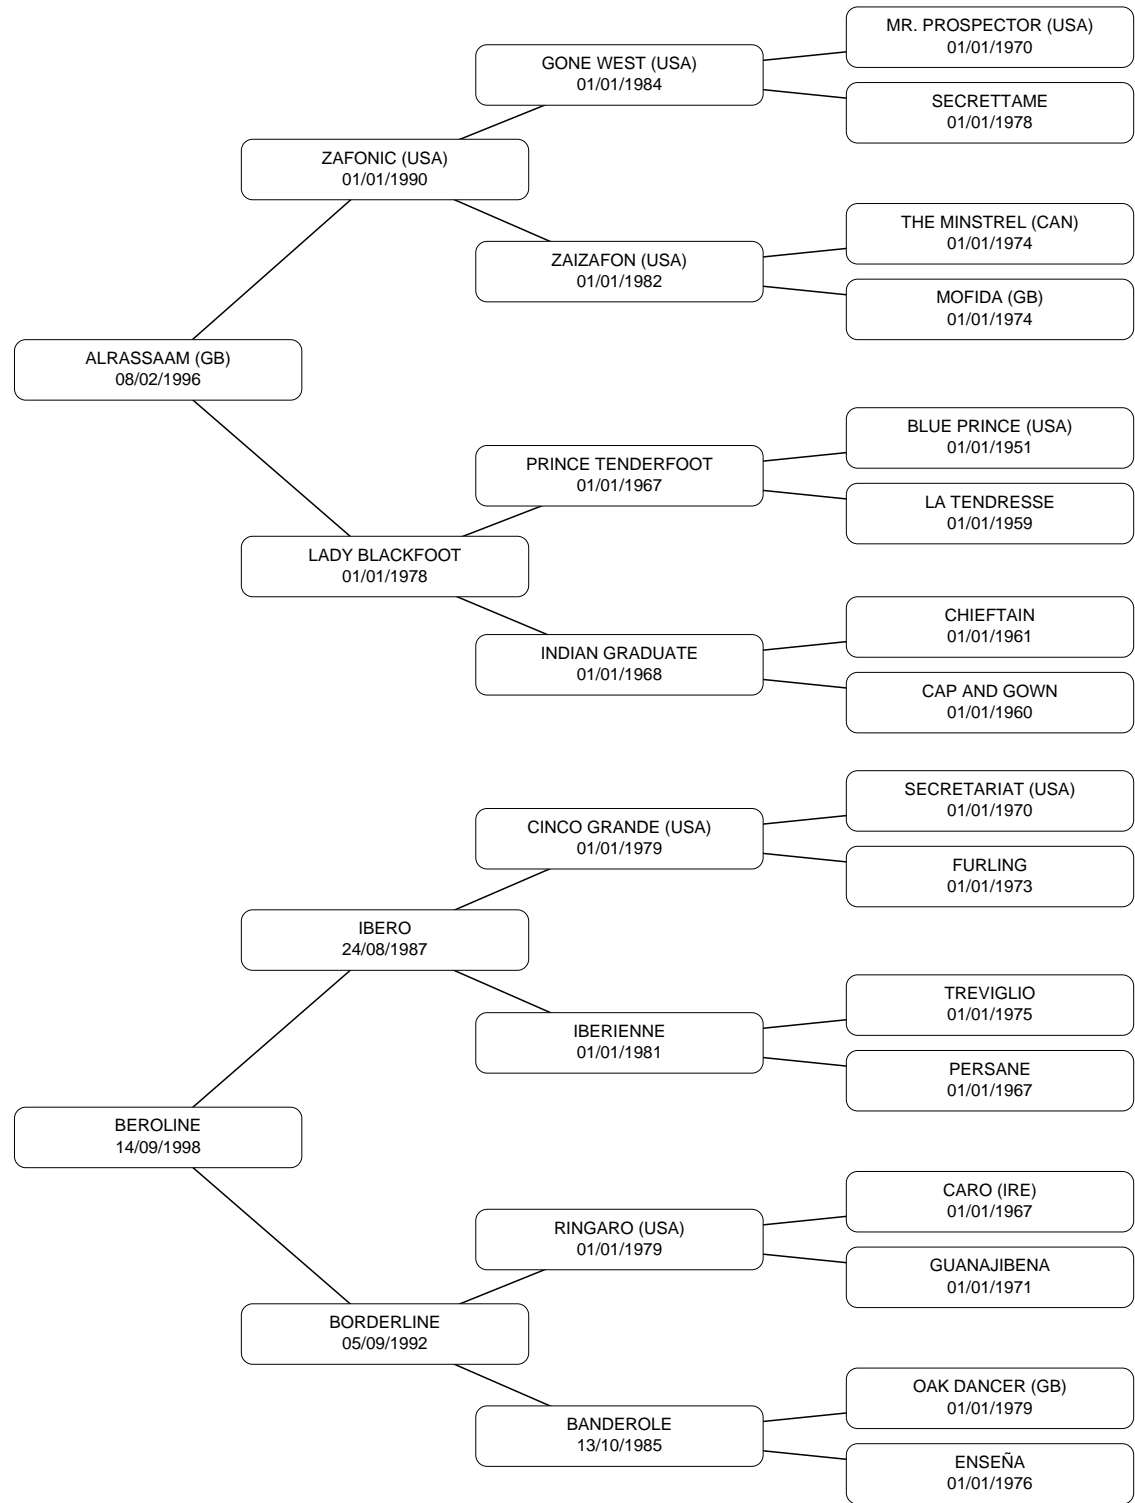 MR. PROSPECTOR (USA)
01/01/1970
GONE WEST (USA)
01/01/1984
SECRETTAME
01/01/1978
ZAFONIC (USA)
01/01/1990
THE MINSTREL (CAN)
01/01/1974
ZAIZAFON (USA)
01/01/1982
MOFIDA (GB)
01/01/1974
ALRASSAAM (GB)
08/02/1996
BLUE PRINCE (USA)
01/01/1951
PRINCE TENDERFOOT
01/01/1967
LA TENDRESSE
01/01/1959
LADY BLACKFOOT
01/01/1978
CHIEFTAIN
01/01/1961
INDIAN GRADUATE
01/01/1968
CAP AND GOWN
01/01/1960
SECRETARIAT (USA)
01/01/1970
CINCO GRANDE (USA)
01/01/1979
FURLING
01/01/1973
IBERO
24/08/1987
TREVIGLIO
01/01/1975
IBERIENNE
01/01/1981
PERSANE
01/01/1967
BEROLINE
14/09/1998
CARO (IRE)
01/01/1967
RINGARO (USA)
01/01/1979
GUANAJIBENA
01/01/1971
BORDERLINE
05/09/1992
OAK DANCER (GB)
01/01/1979
BANDEROLE
13/10/1985
ENSEÑA
01/01/1976